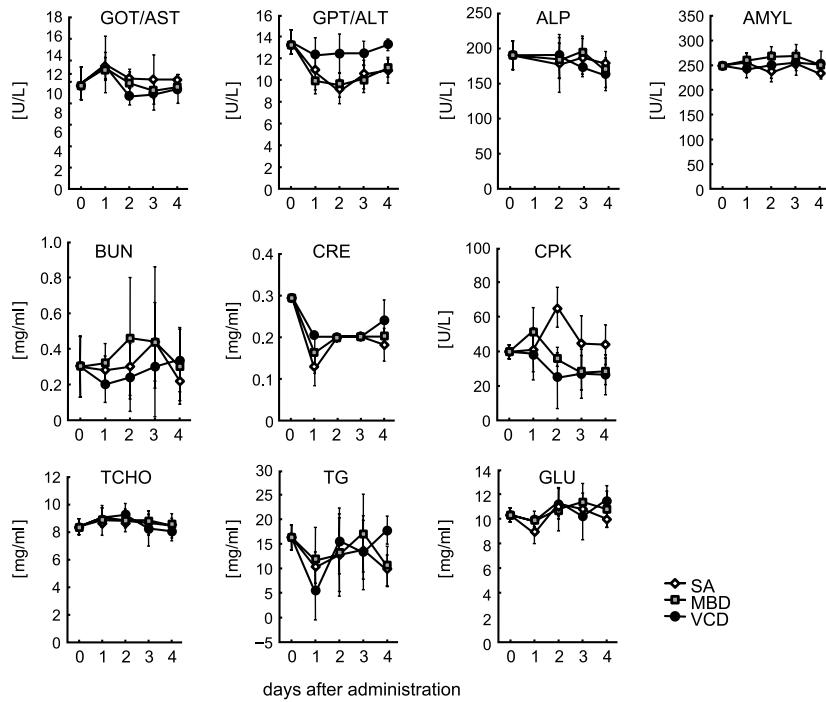 GOT/AST GPT/ALT ALP AMYL
18 16 250 350
16 14 300
14 12 200 250
12 10 150 200
10 8
8 6 100 150
6 4 100
4 50
2 2 50
0 0 0 0
[U/L] [U/L] [U/L] [U/L]
0 1 2 3 4 0 1 2 3 4 0 1 2 3 4 0 1 2 3 4
BUN CRE CPK
1.0 0.4 100
0.8 0.3 80
0.6 60
0.4 0.2 40
0.2 0.1 20
0 0 0
[mg/ml] [mg/ml] [U/L]
0 1 2 3 4 0 1 2 3 4 0 1 2 3 4
TCHO TG GLU
12 30 14
10 25 12
8 20 10
6 15 8
4 10 6
2 5 4
0 0 2
−5 0
[mg/ml] [mg/ml] [mg/ml]
0 1 2 3 4 0 1 2 3 4 0 1 2 3 4
SA
MBD
VCD
days after administration